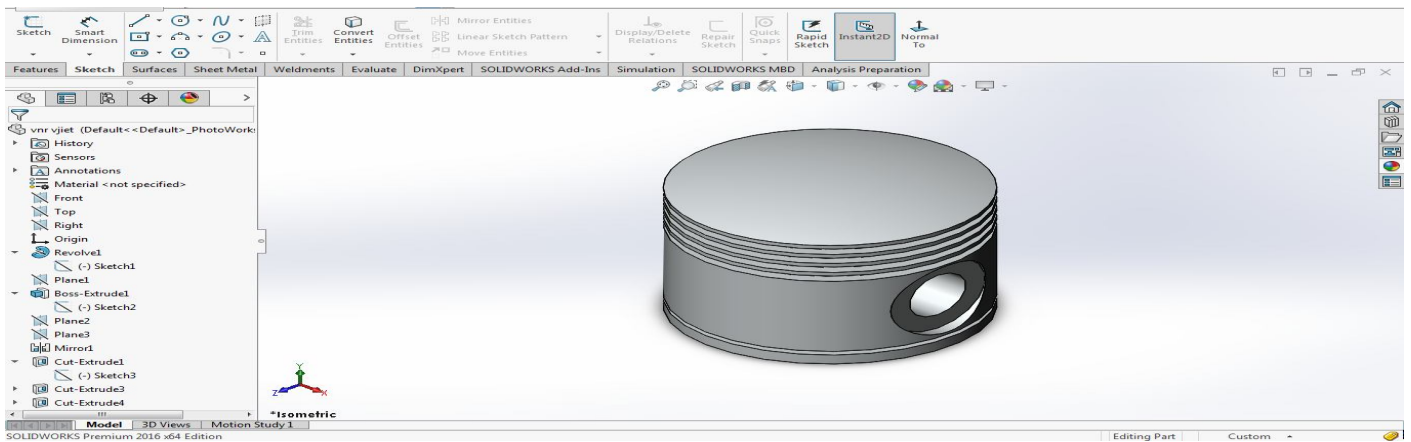 Sketch Smart Dimension Trim Entities Convert Entities Offset Entities Mirror Entities Linear Sketch Pattern Move Entities Display/Delete Relations Repair Sketch Quick Snaps Rapid Sketch Instant2D Normal To
Features Sketch Surfaces Sheet Metal Weldments Evaluate DimXpert SOLIDWORKS Add-Ins Simulation SOLIDWORKS MBD Analysis Preparation
vnr vjiet (Default<<Default>_PhotoWorks
History
Sensors
Annotations
Material <not specified>
Front
Top
Right
Origin
Revolve1
(-) Sketch1
Plane1
Boss-Extrude1
(-) Sketch2
Plane2
Plane3
Mirror1
Cut-Extrude1
(-) Sketch3
Cut-Extrude3
Cut-Extrude4
Y
Z X
*Isometric
Model 3D Views Motion Study 1
SOLIDWORKS Premium 2016 x64 Edition Editing Part Custom